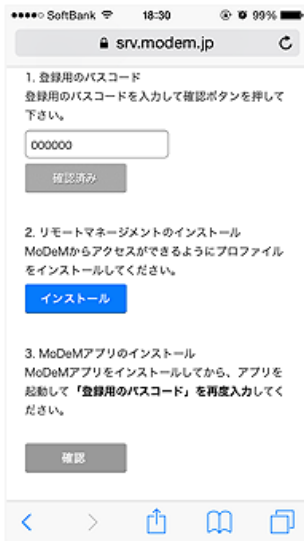 SoftBank 18:30 99%
srv.modem.jp
1. 登録用のパスコード
登録用のパスコードを入力して確認ボタンを押して
下さい。
000000
確認済み
2. リモートマネージメントのインストール
MoDeMからアクセスができるようにプロファイル
をインストールしてください。
インストール
3. MoDeMアプリのインストール
MoDeMアプリをインストールしてから、アプリを
起動して「登録用のパスコード」を再度入力してく
ださい。
確認